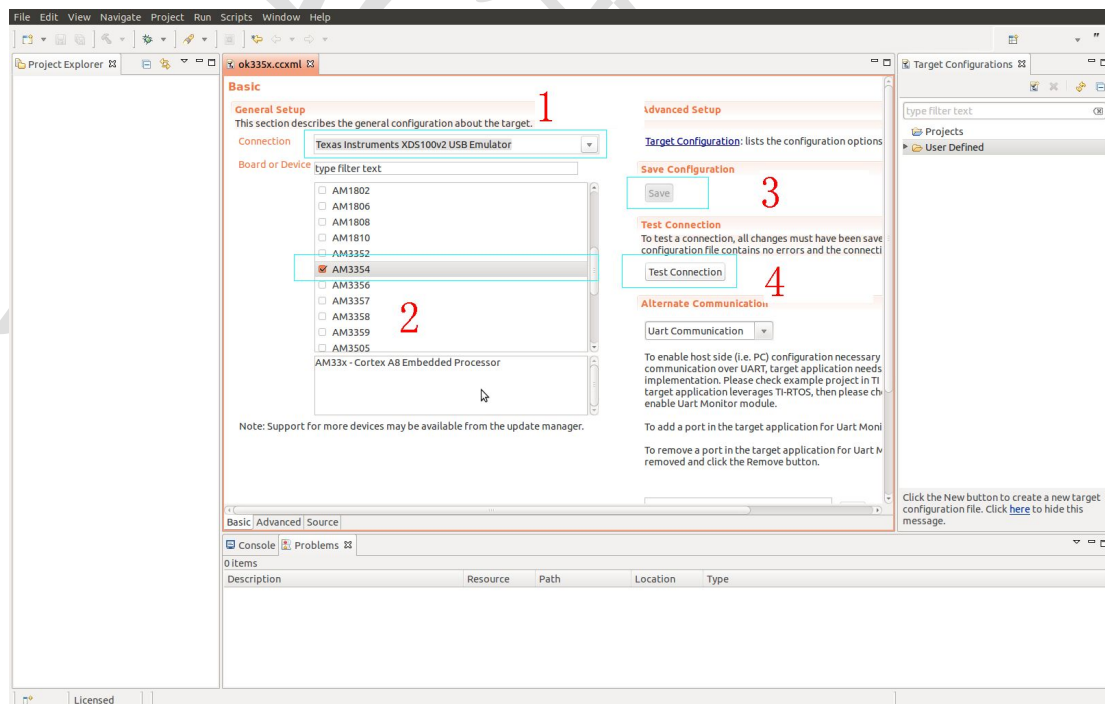 File Edit View Navigate Project Run Scripts Window Help
Project Explorer
ok335x.ccxml
Target Configurations
Basic
General Setup
This section describes the general configuration about the target.
1
Connection
Texas Instruments XDS100v2 USB Emulator
Board or Device
type filter text
AM1802
AM1806
AM1808
AM1810
AM3352
AM3354
AM3356
AM3357
AM3358
AM3359
AM3505
2
AM33x - Cortex A8 Embedded Processor
Note: Support for more devices may be available from the update manager.
Advanced Setup
Target Configuration: lists the configuration options
Save Configuration
Save
3
Test Connection
To test a connection, all changes must have been save
configuration file contains no errors and the connecti
Test Connection
4
Alternate Communication
Uart Communication
To enable host side (i.e. PC) configuration necessary
communication over UART, target application needs
implementation. Please check example project in TI
target application leverages TI-RTOS, then please che
enable Uart Monitor module.
To add a port in the target application for Uart Moni
To remove a port in the target application for Uart M
removed and click the Remove button.
Basic Advanced Source
type filter text
Projects
User Defined
Click the New button to create a new target
configuration file. Click here to hide this
message.
Console Problems
0 items
Description Resource Path Location Type
Licensed